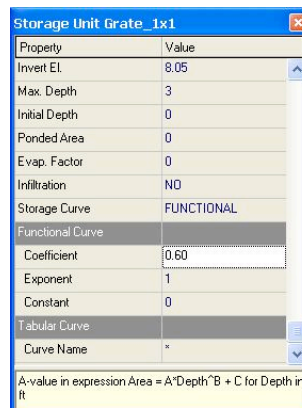 Storage Unit Grate_1x1
Property Value
Invert El. 8.05
Max. Depth 3
Initial Depth 0
Ponded Area 0
Evap. Factor 0
Infiltration NO
Storage Curve FUNCTIONAL
Functional Curve
Coefficient 0.60
Exponent 1
Constant 0
Tabular Curve
Curve Name *
A-value in expression Area = A*Depth^B + C for Depth in
ft